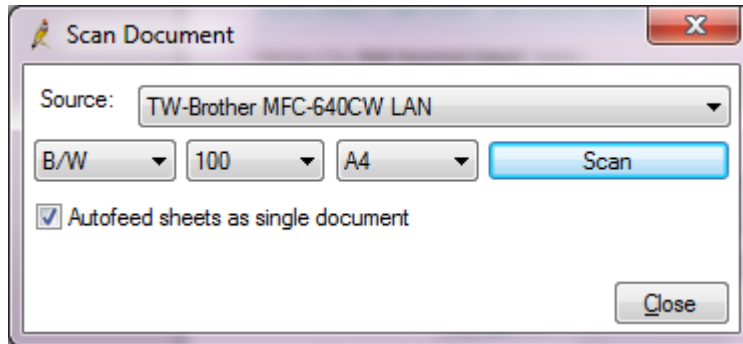 Scan Document
Source: TW-Brother MFC-640CW LAN
B/W 100 A4 Scan
Autofeed sheets as single document
Close